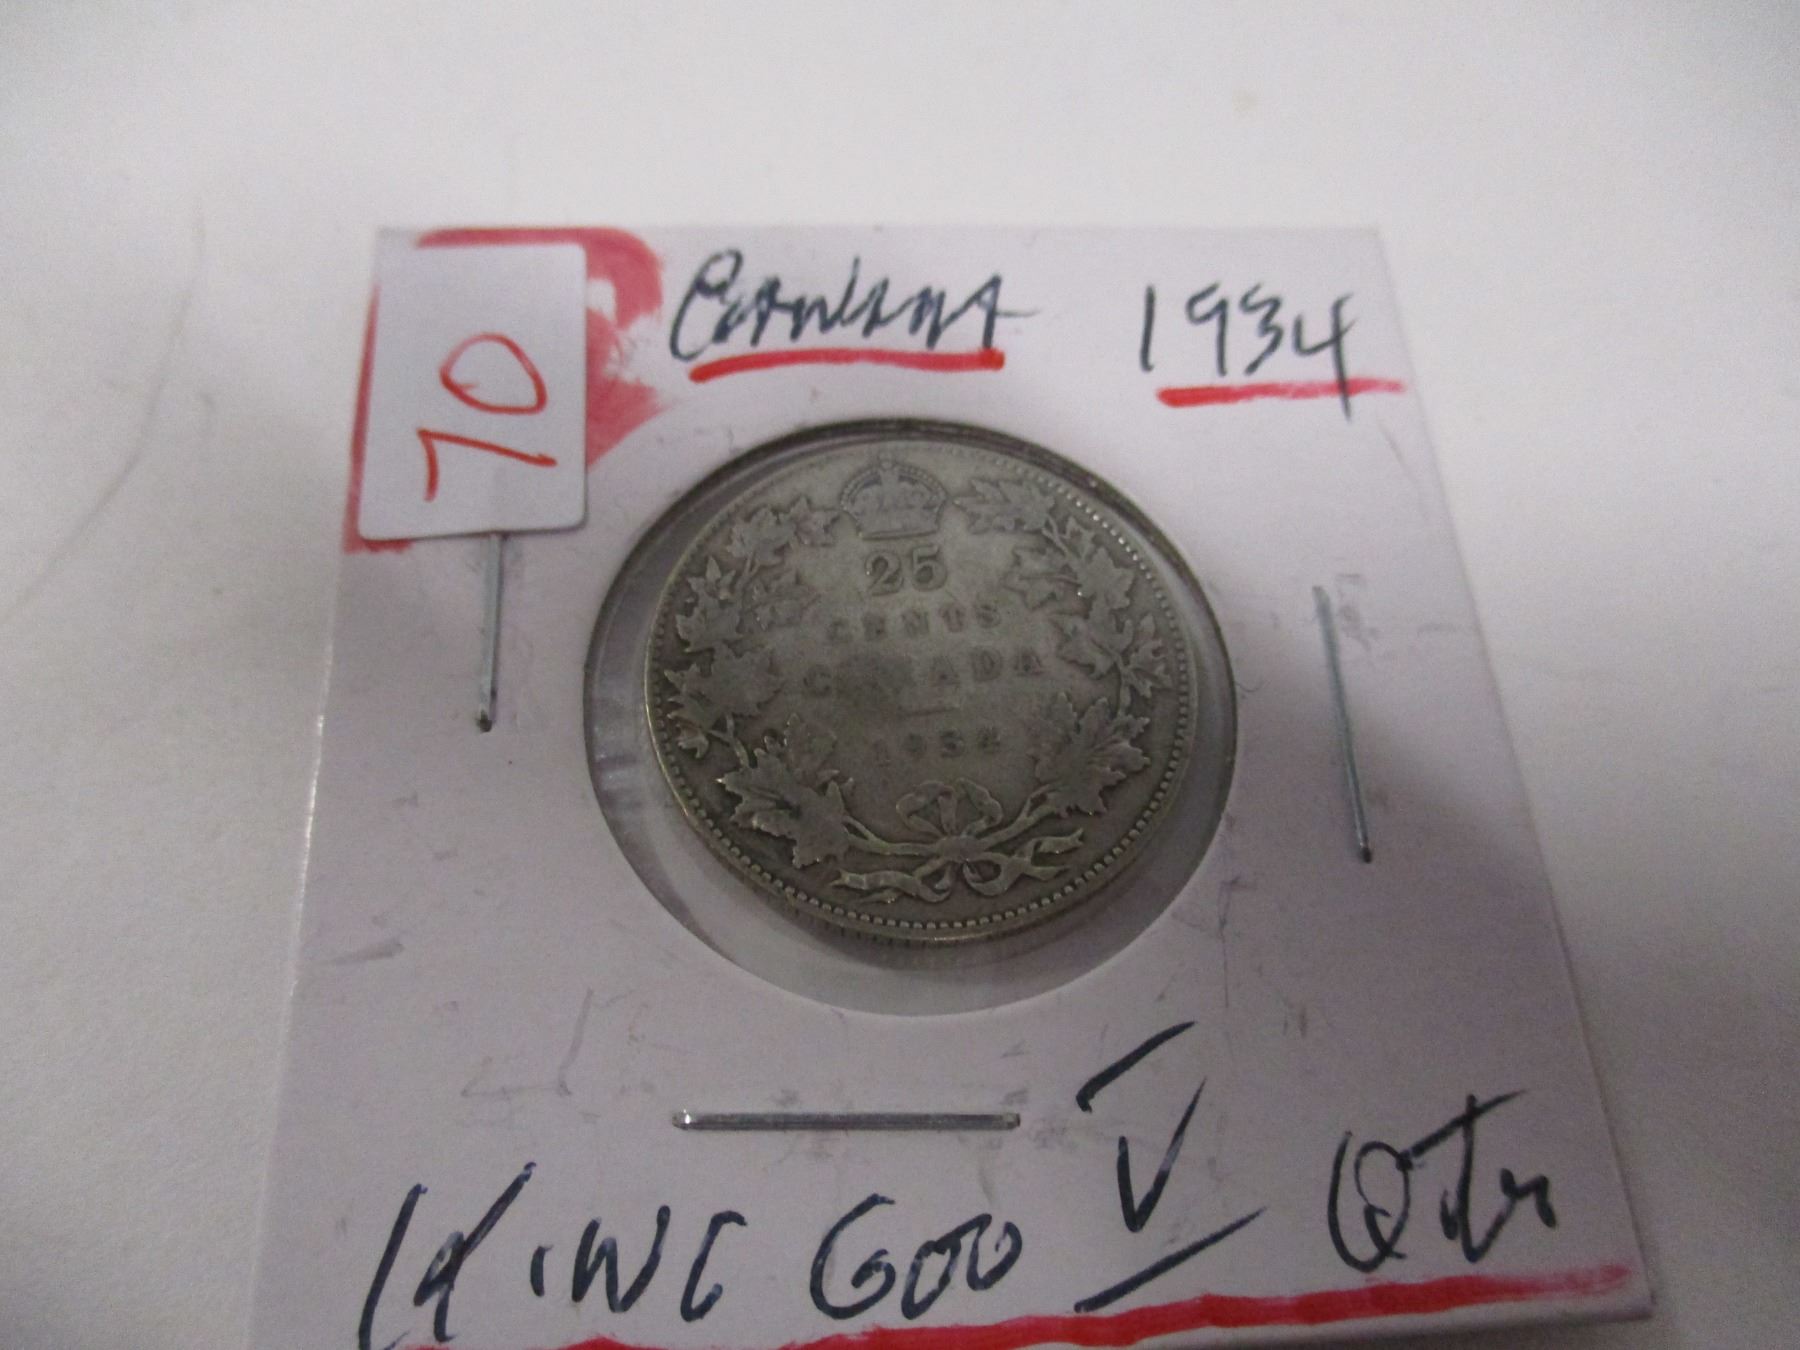 70
Canada 1934
25
CENTS
CANADA
1934
KING GEO V Qtr